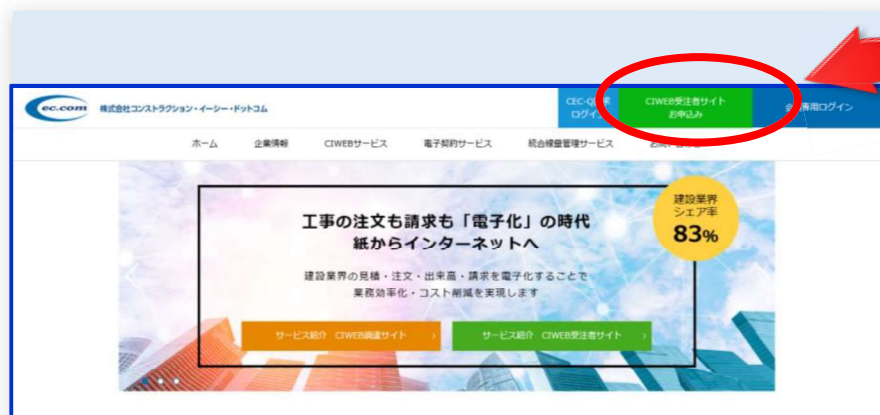 ec.com
株式会社コンストラクション・イーシー・ドットコム
ログイン
CIWEB受注者サイト
お申込み
専用ログイン
ホーム
企業情報
CIWEBサービス
電子契約サービス
統合線量管理サービス
工事の注文も請求も「電子化」の時代
紙からインターネットへ
建設業界
シェア率
83%
建設業界の見積・注文・出来高・請求を電子化することで
業務効率化・コスト削減を実現します
サービス紹介 CIWEB調達サイト
サービス紹介 CIWEB受注者サイト